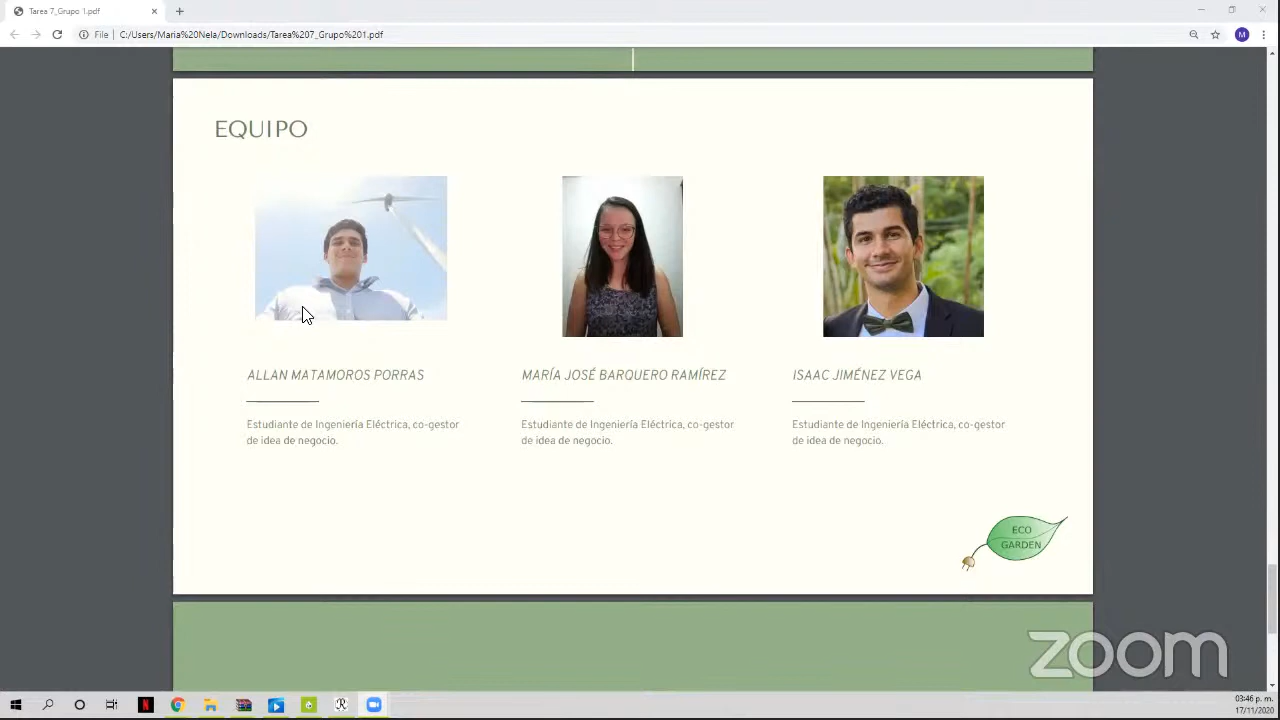 Tarea 7_Grupo 1.pdf
File | C:/Users/Maria%20Nela/Downloads/Tarea%207_Grupo%201.pdf
M
EQUIPO
ALLAN MATAMOROS PORRAS
MARÍA JOSÉ BARQUERO RAMÍREZ
ISAAC JIMÉNEZ VEGA
Estudiante de Ingeniería Eléctrica, co-gestor
de idea de negocio.
Estudiante de Ingeniería Eléctrica, co-gestor
de idea de negocio.
Estudiante de Ingeniería Eléctrica, co-gestor
de idea de negocio.
ECO
GARDEN
zoom
03:46 p. m.
17/11/2020